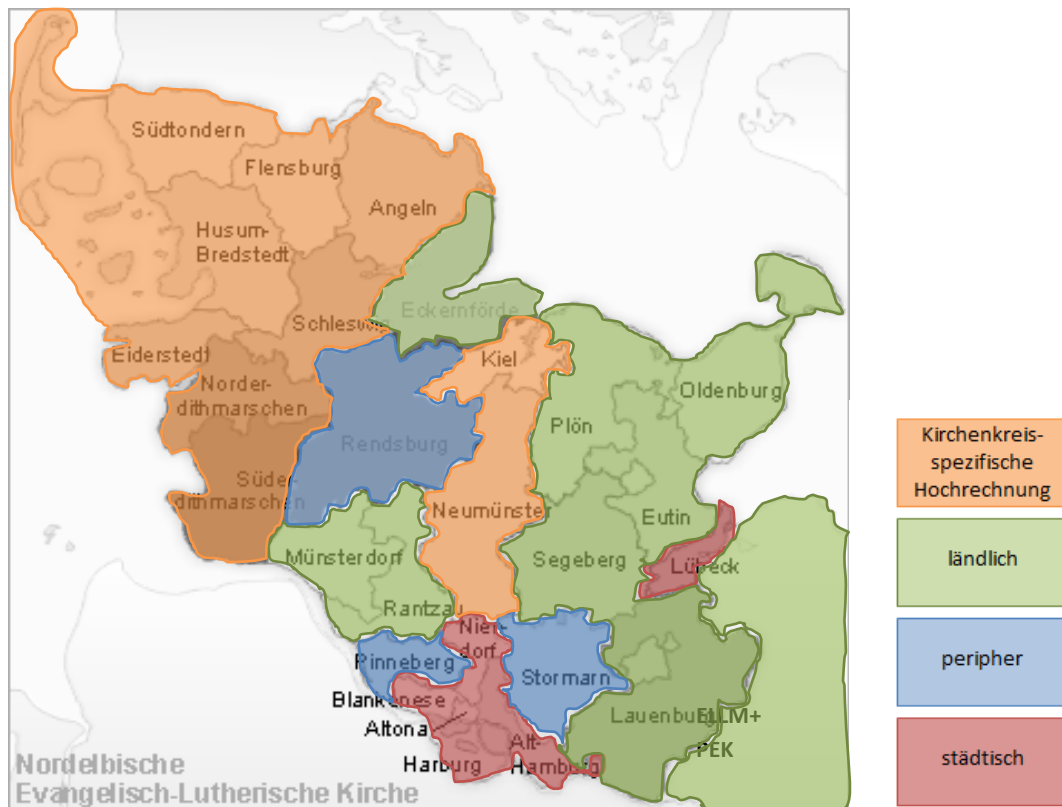 Südtondern
Flensburg
Angeln
Husum-
Bredstedt
Eckernförde
Schleswig
Eiderstedt
Kiel
Norder-
dithmarschen
Oldenburg
Plön
Rendsburg
Süder-
dithmarschen
Neumünster
Eutin
Münsterdorf
Segeberg
Lübeck
Rantzau
Nien-
dorf
Pinneberg
Stormarn
Blankenese
Altona
Lauenburg
ELLM+
PEK
Alt-
Hamburg
Harburg
Nordelbische
Evangelisch-Lutherische Kirche
Kirchenkreis-
spezifische
Hochrechnung
ländlich
peripher
städtisch